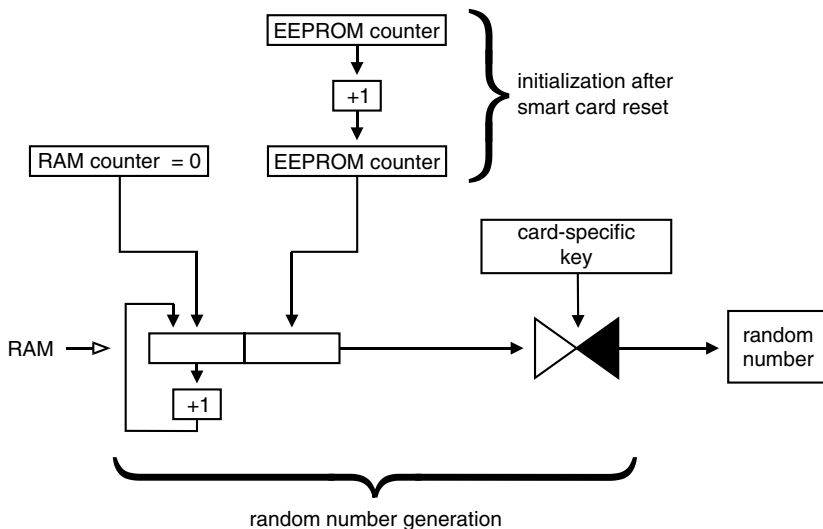 EEPROM counter
+1
initialization after
smart card reset
RAM counter = 0
EEPROM counter
card-specific
key
RAM
random
number
+1
random number generation